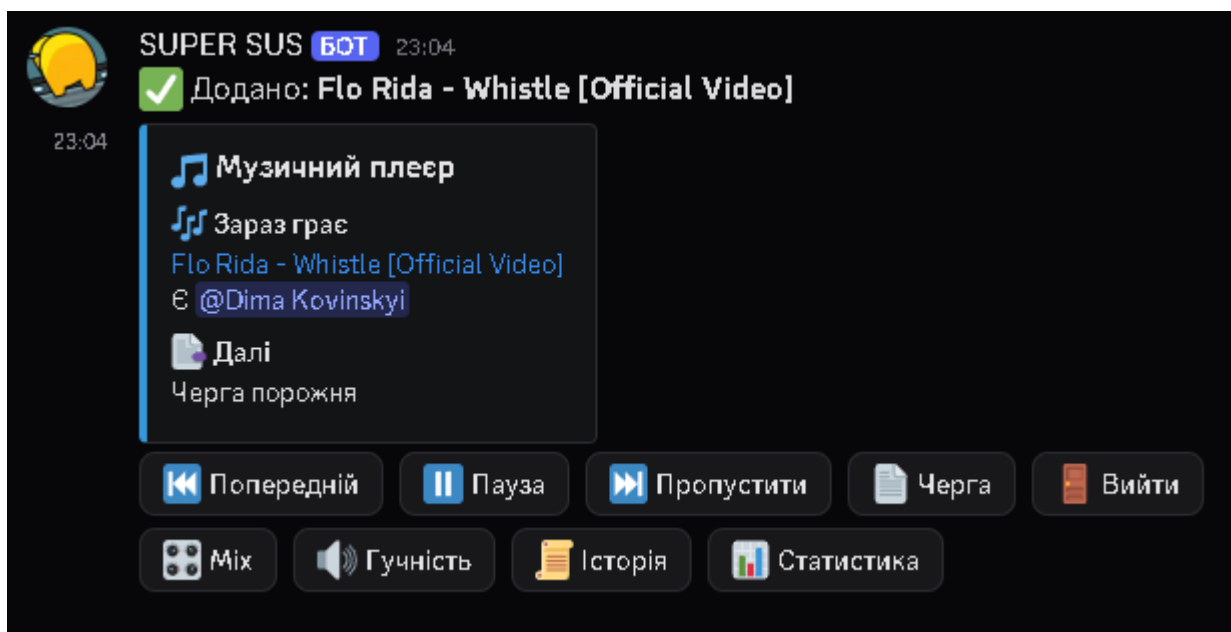 SUPER SUS БОТ 23:04
Додано: Flo Rida - Whistle [Official Video]
23:04
Музичний плеєр
Зараз грає
Flo Rida - Whistle [Official Video]
Є @Dima Kovinskyi
Далі
Черга порожня
Попередній Пауза Пропустити Черга Вийти
Mix Гучність Історія Статистика